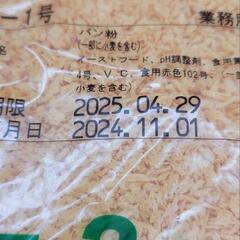 ー1号
業務用
名 パン粉
(一部に小麦を含む)
イーストフード、pH調整剤、食用黄
4号、V.C、食用赤色102号、(一
小麦を含む)
期限 2025.04.29
月日 2024.11.01